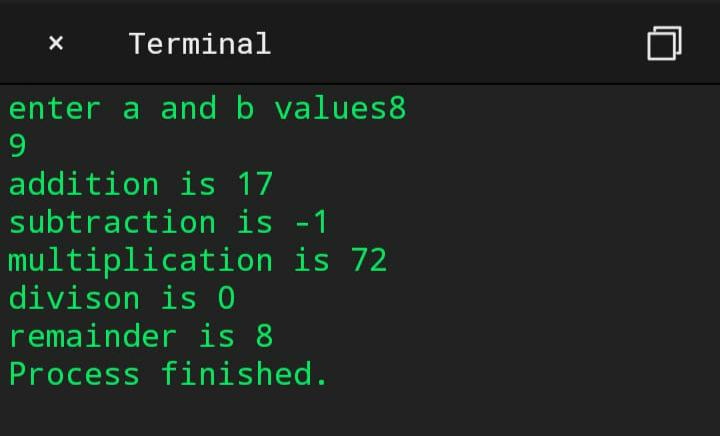 × Terminal
enter a and b values8
9
addition is 17
subtraction is -1
multiplication is 72
divison is 0
remainder is 8
Process finished.